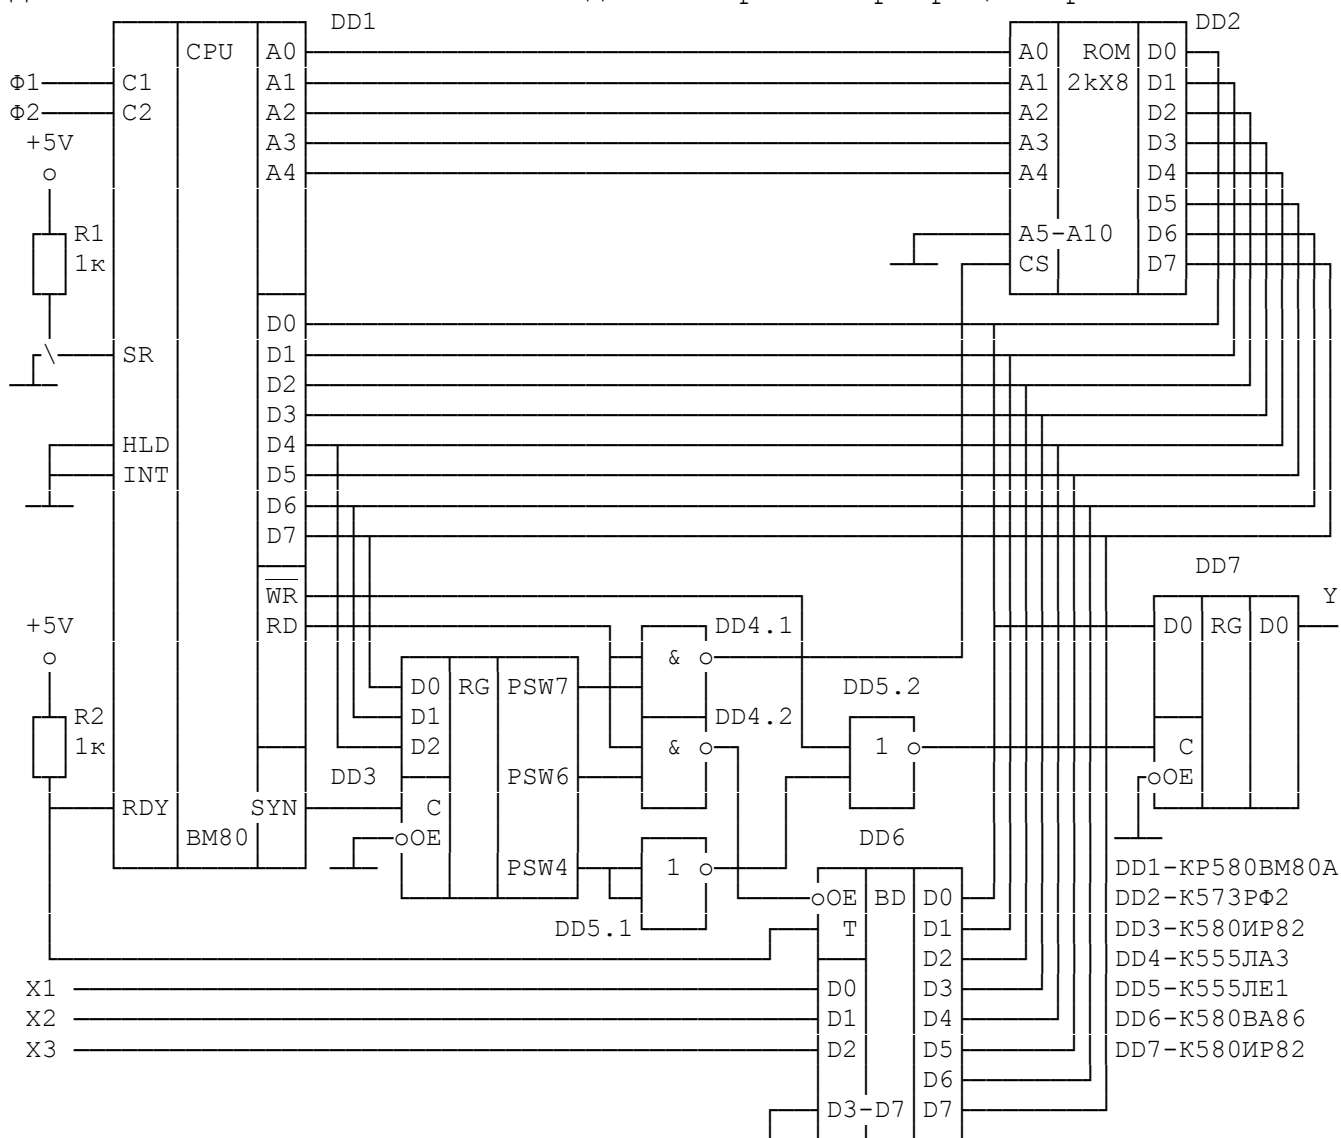 DD1 DD2
CPU A0 A0 ROM D0
Ф1 C1 A1 A1 2kX8 D1
Ф2 C2 A2 A2 D2
+5V A3 A3 D3
A4 A4 D4
D5
R1 A5-A10 D6
1к CS D7
D0
SR D1
D2
D3
HLD D4
INT D5
D6
D7
DD7
WR Y
+5V RD DD4.1 D0 RG D0
&
D0 RG PSW7 DD5.2
R2 D1 DD4.2
1к D2 & 1 C
DD3 PSW6 OE
RDY SYN C
BM80 OE DD6
PSW4 1 DD1-КР580ВМ80А
OE BD D0 DD2-К573РФ2
DD5.1 T D1 DD3-К580ИР82
D2 DD4-К555ЛА3
X1 D0 D3 DD5-К555ЛЕ1
X2 D1 D4 DD6-К580ВА86
X3 D2 D5 DD7-К580ИР82
D6
D3-D7 D7